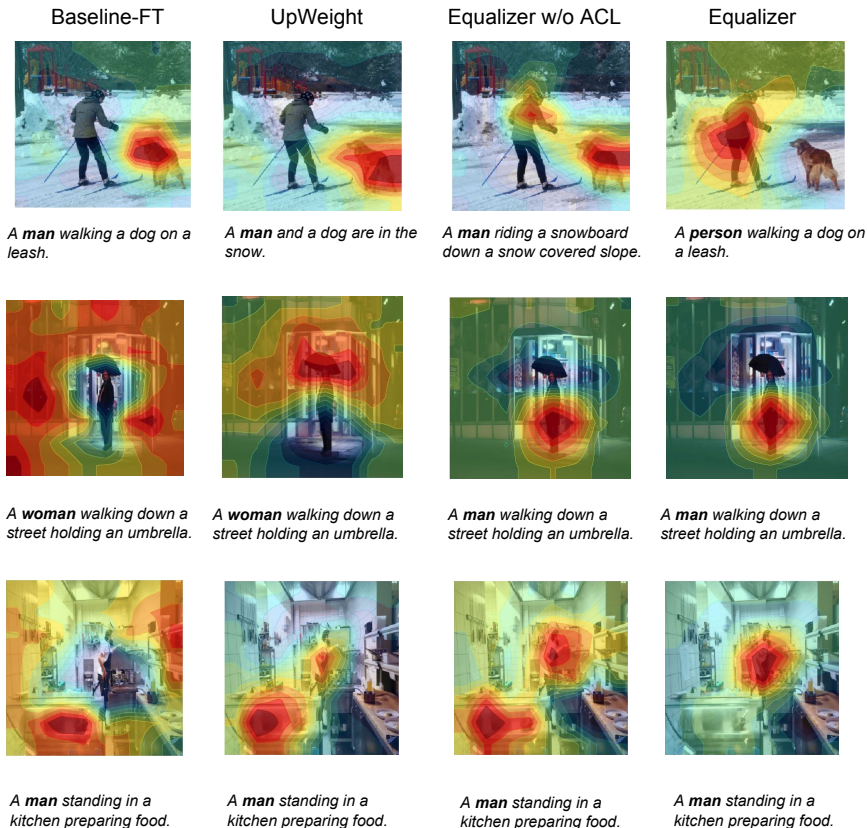 Baseline-FT UpWeight Equalizer w/o ACL Equalizer
A man walking a dog on a
leash.
A man and a dog are in the
snow.
A man riding a snowboard
down a snow covered slope.
A person walking a dog on
a leash.
A woman walking down a
street holding an umbrella.
A woman walking down a
street holding an umbrella.
A man walking down a
street holding an umbrella.
A man walking down a
street holding an umbrella.
A man standing in a
kitchen preparing food.
A man standing in a
kitchen preparing food.
A man standing in a
kitchen preparing food.
A man standing in a
kitchen preparing food.